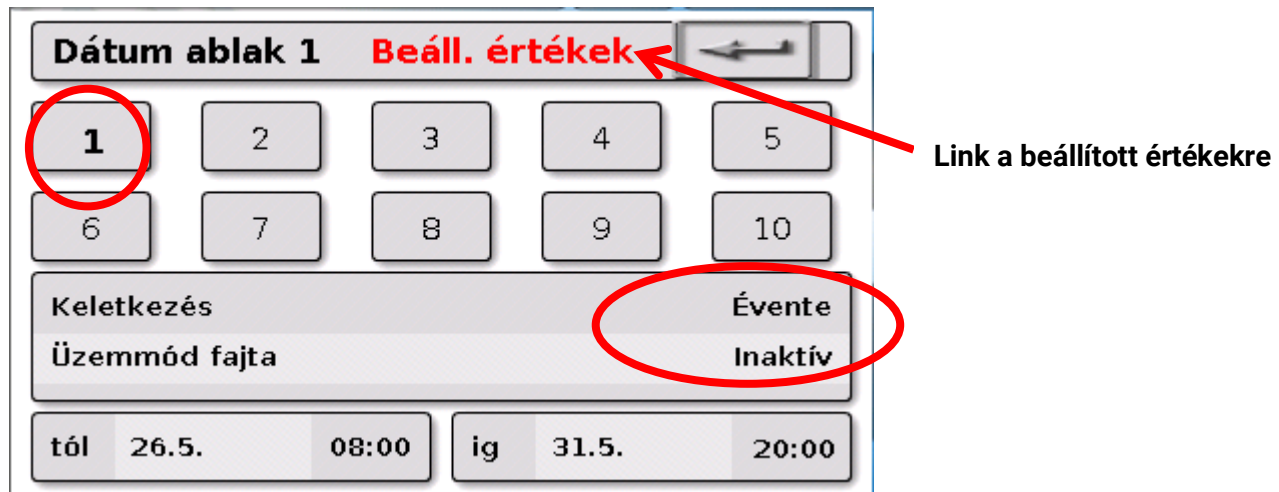 Dátum ablak 1 Beáll. értékek
1 2 3 4 5
Link a beállított értékekre
6 7 8 9 10
Keletkezés Évente
Üzemmód fajta Inaktív
tól 26.5. 08:00 ig 31.5. 20:00